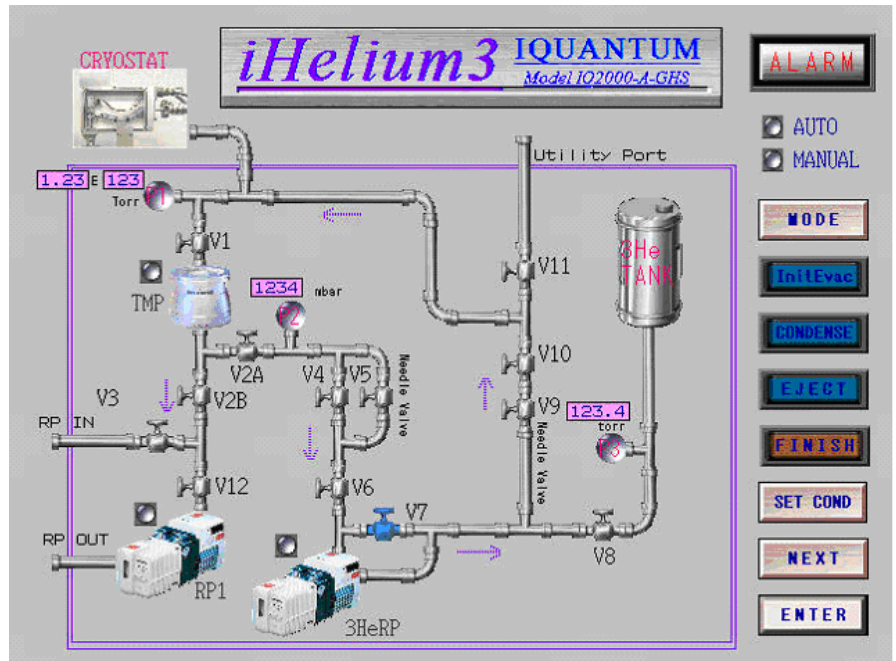 CRYOSTAT
iHelium3
IQUANTUM
Model IQ2000-A-GHS
ALARM
AUTO
MANUAL
Utility Port
1.23 E 123
Torr
P1
V1
TMP
1234 mbar
P2
V11
3He
TANK
MODE
InitEvac
CONDENSE
EJECT
FINISH
SET COND
NEXT
ENTER
V2A
V4
V5
Needle Valve
V10
V3
V2B
V9
Needle Valve
123.4
torr
P3
RP IN
V12
V6
V7
V8
RP OUT
RP1
3HeRP